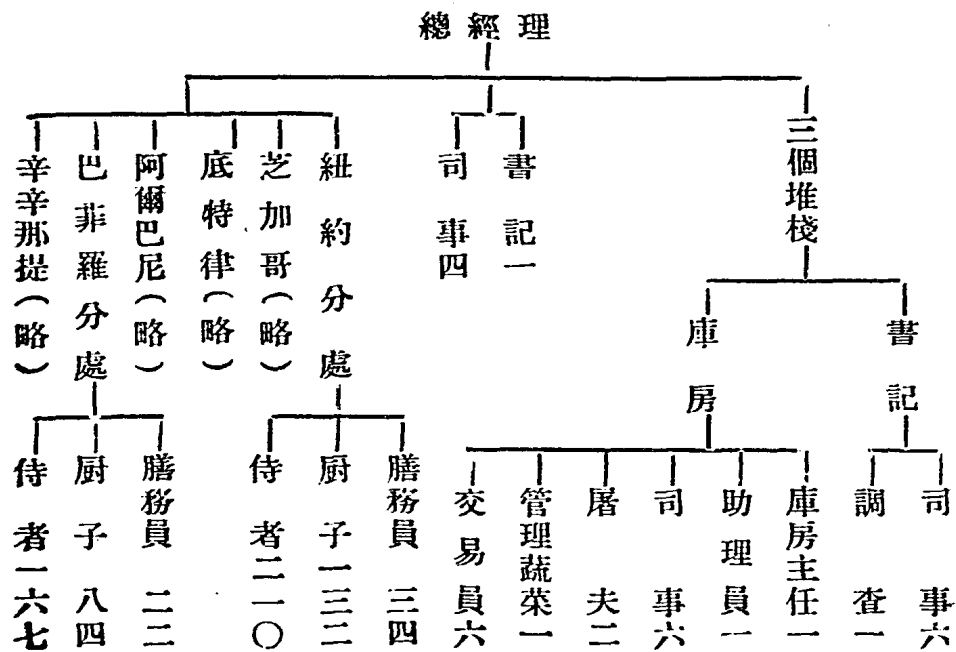 總經理
三個堆棧
書記一
司事四
紐約分處
芝加哥(略)
底特律(略)
阿爾巴尼(略)
巴菲羅分處
辛辛那提(略)
書記
庫房
司事六
調查一
庫房主任一
助理員一
司事六
屠夫二
管理蔬菜一
交易員六
膳務員三四
厨子一三二
侍者二一〇
膳務員二二
厨子八四
侍者一六七